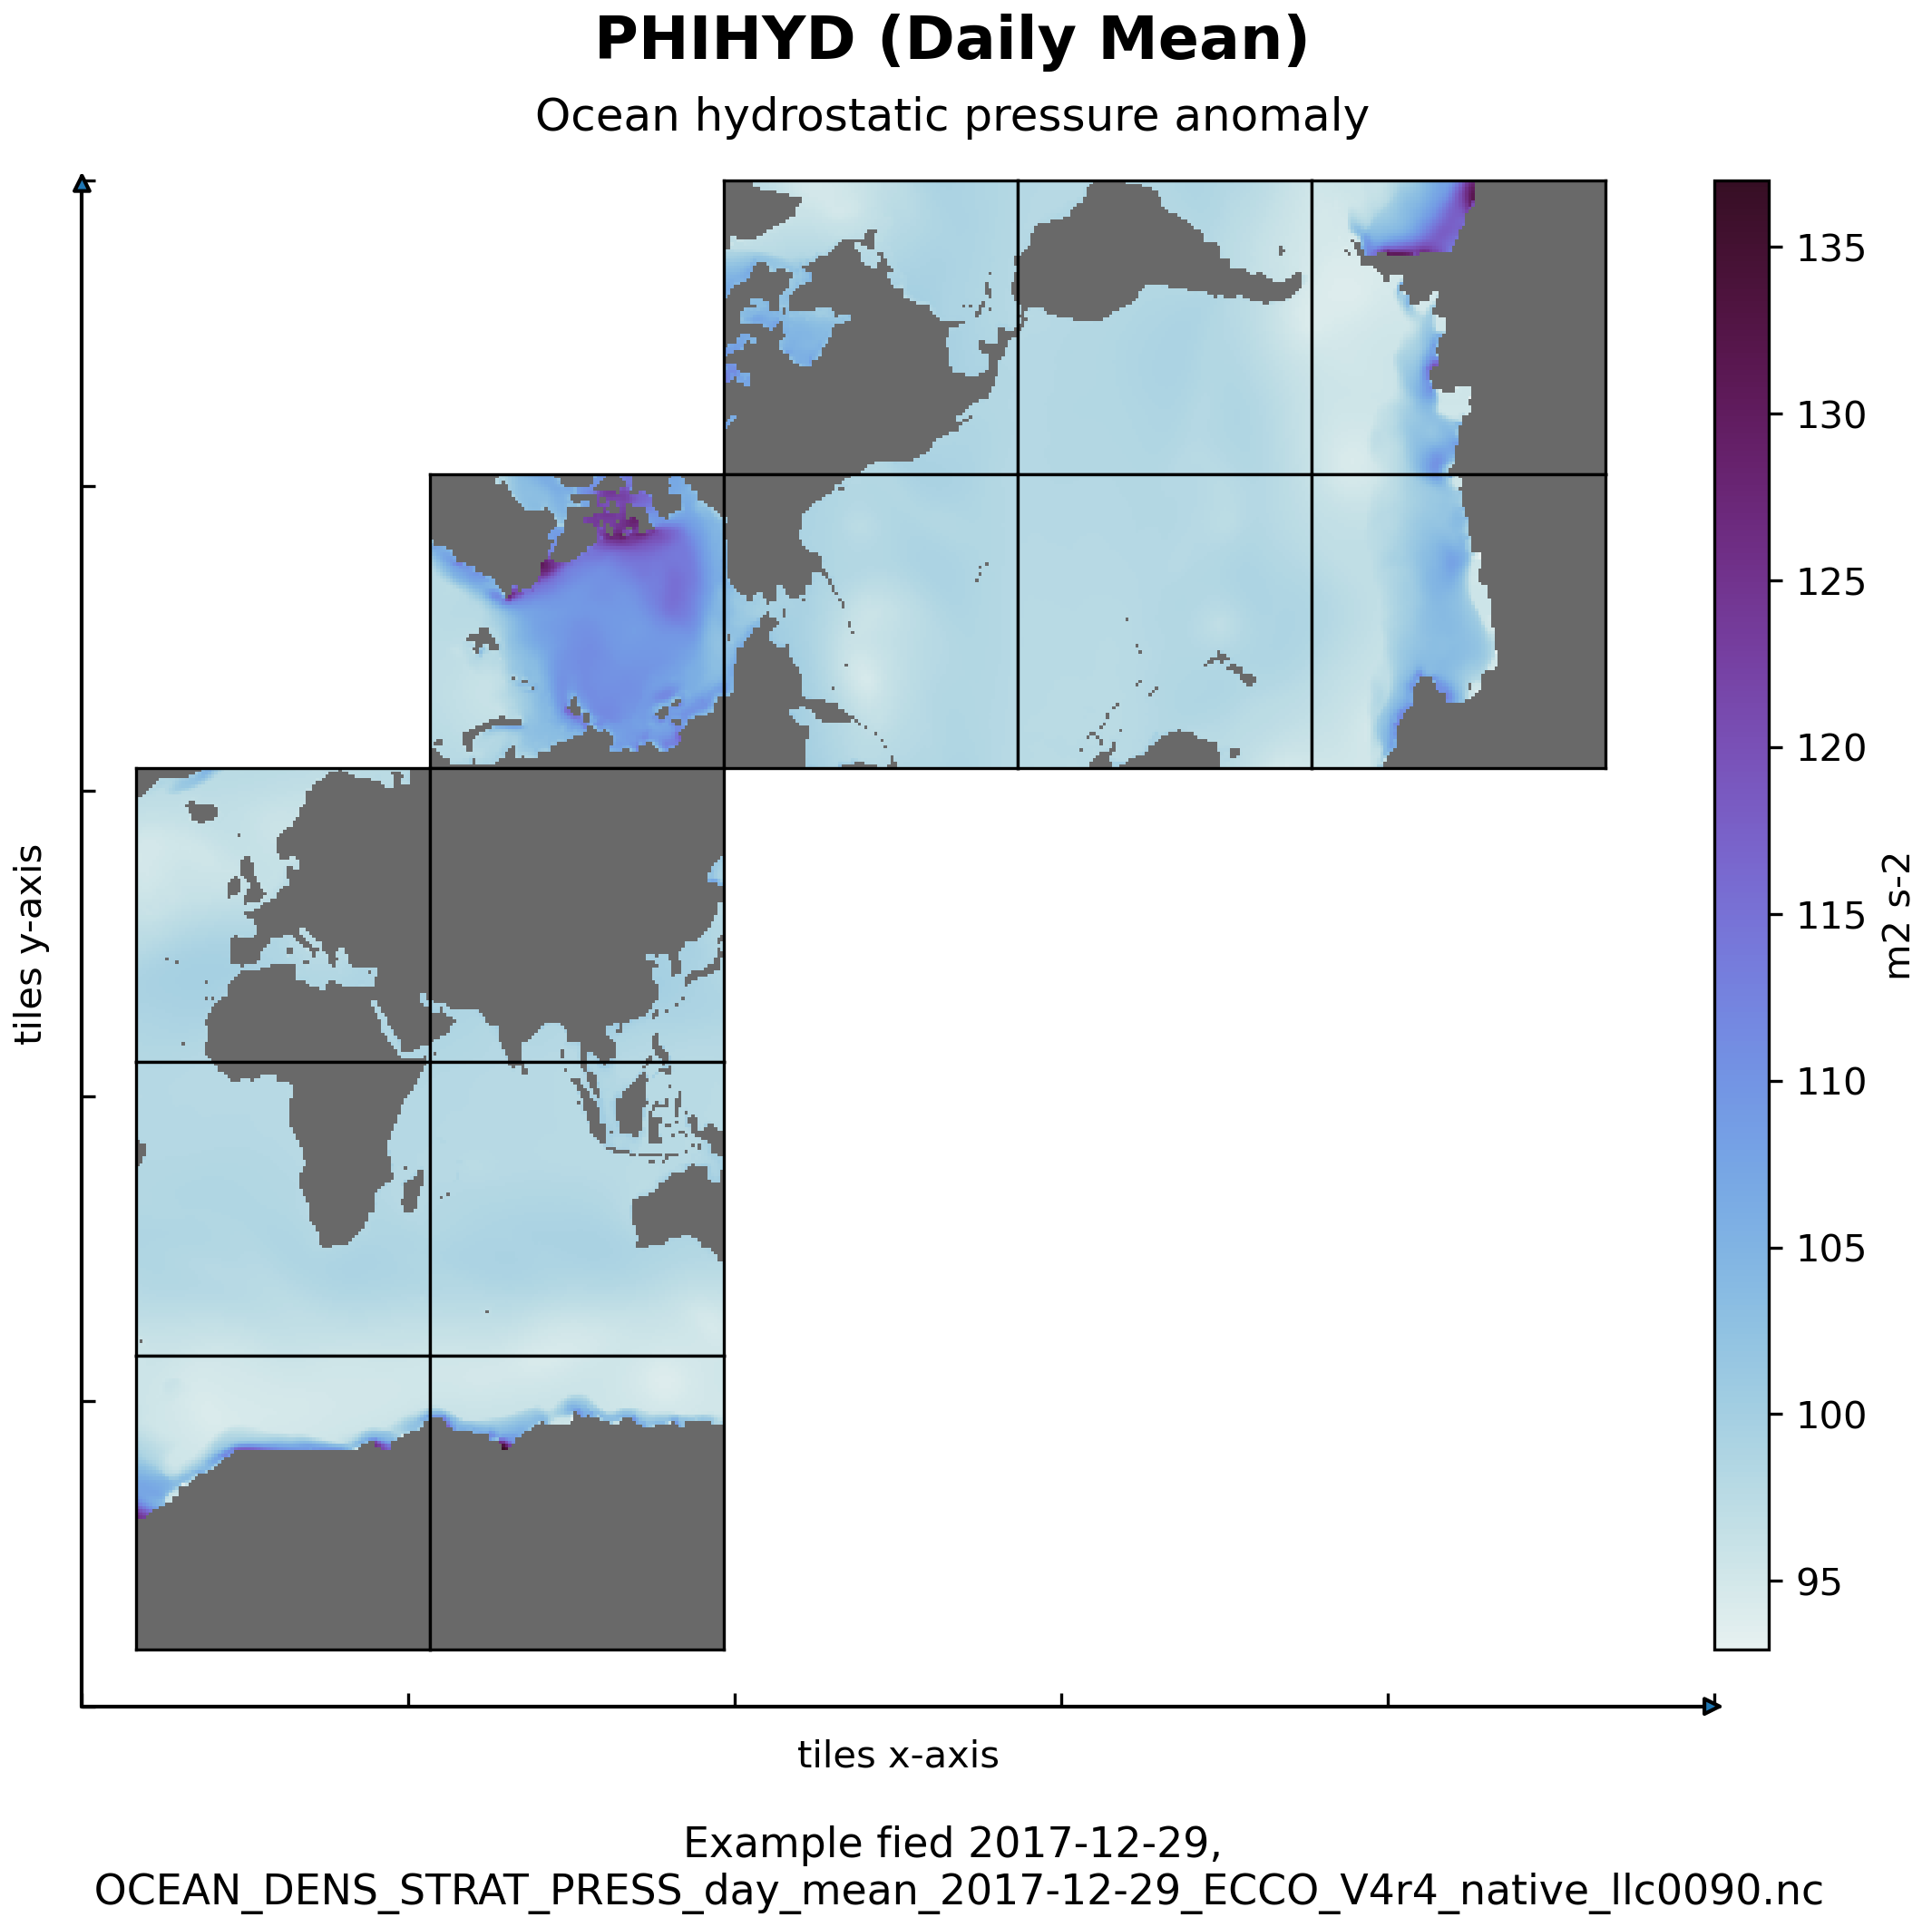 PHIHYD (Daily Mean)
Ocean hydrostatic pressure anomaly
135
130
125
120
115
110
105
100
95
m2 s-2
tiles y-axis
tiles x-axis
Example fied 2017-12-29,
OCEAN_DENS_STRAT_PRESS_day_mean_2017-12-29_ECCO_V4r4_native_llc0090.nc